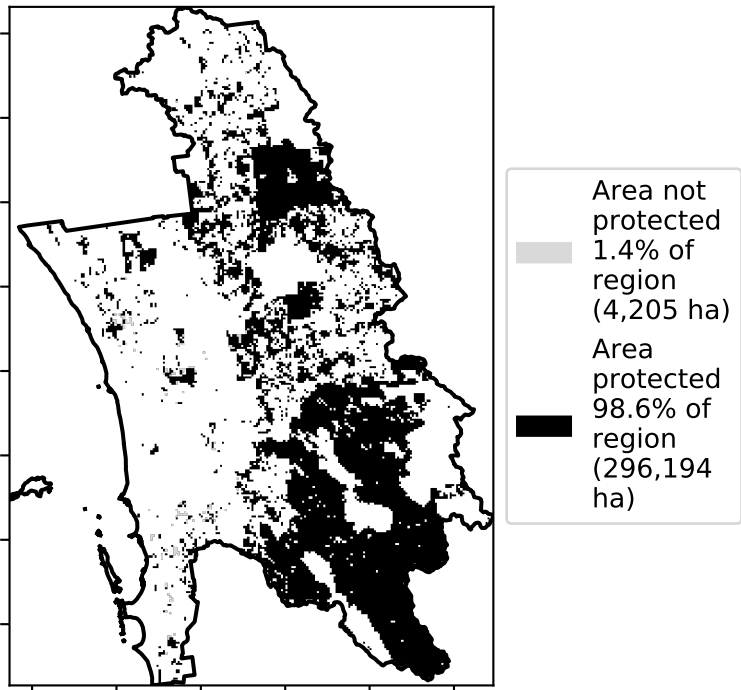 Area not
protected
1.4% of
region
(4,205 ha)
Area
protected
98.6% of
region
(296,194
ha)